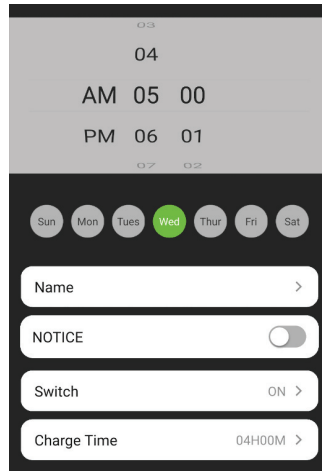 03
04
AM 05 00
PM 06 01
07 02
Sun Mon Tues Wed Thur Fri Sat
Name >
NOTICE
Switch ON >
Charge Time 04H00M >